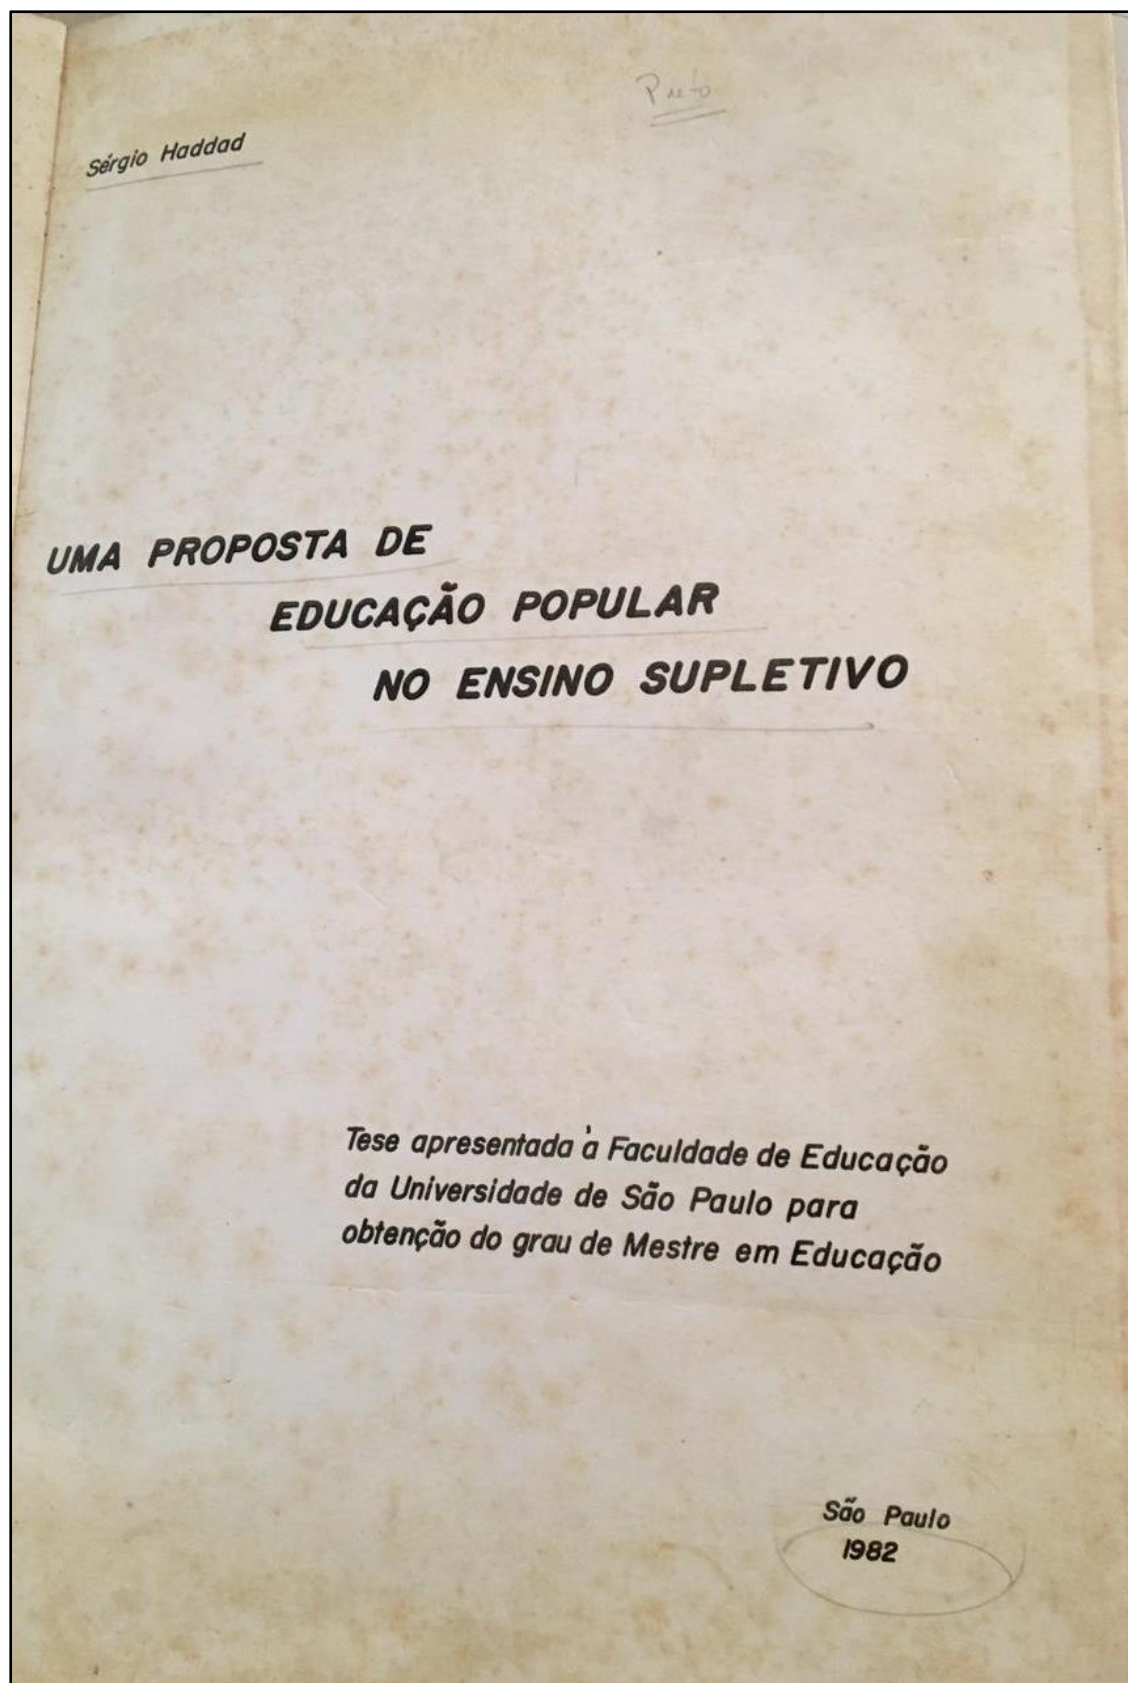 Preto
Sérgio Haddad
UMA PROPOSTA DE
EDUCAÇÃO POPULAR
NO ENSINO SUPLETIVO
Tese apresentada à Faculdade de Educação
da Universidade de São Paulo para
obtenção do grau de Mestre em Educação
São Paulo
1982